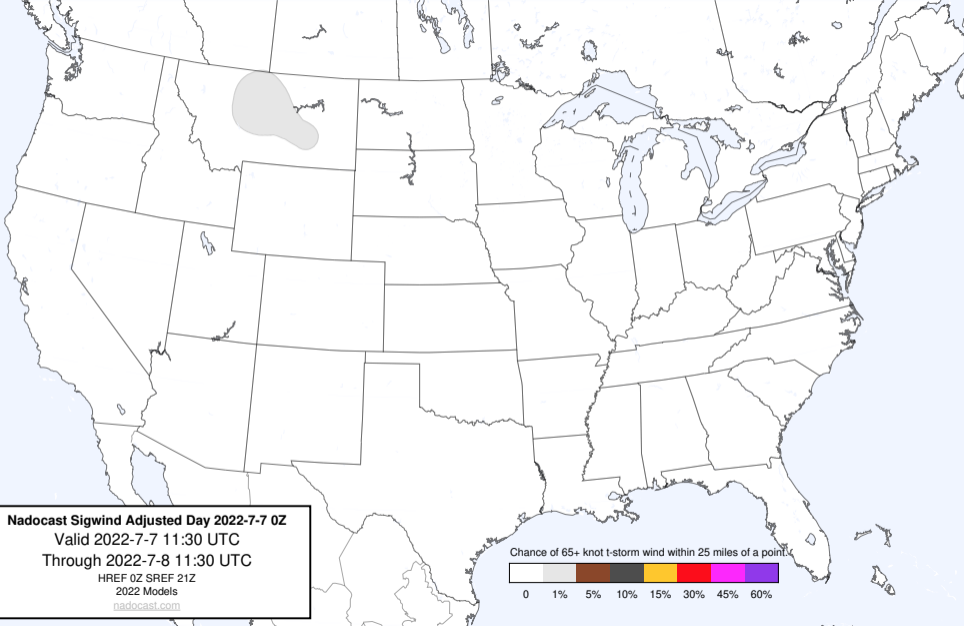 Nadocast Sigwind Adjusted Day 2022-7-7 0Z
Valid 2022-7-7 11:30 UTC
Through 2022-7-8 11:30 UTC
HREF 0Z SREF 21Z
2022 Models
nadocast.com
Chance of 65+ knot t-storm wind within 25 miles of a point.
0 1% 5% 10% 15% 30% 45% 60%